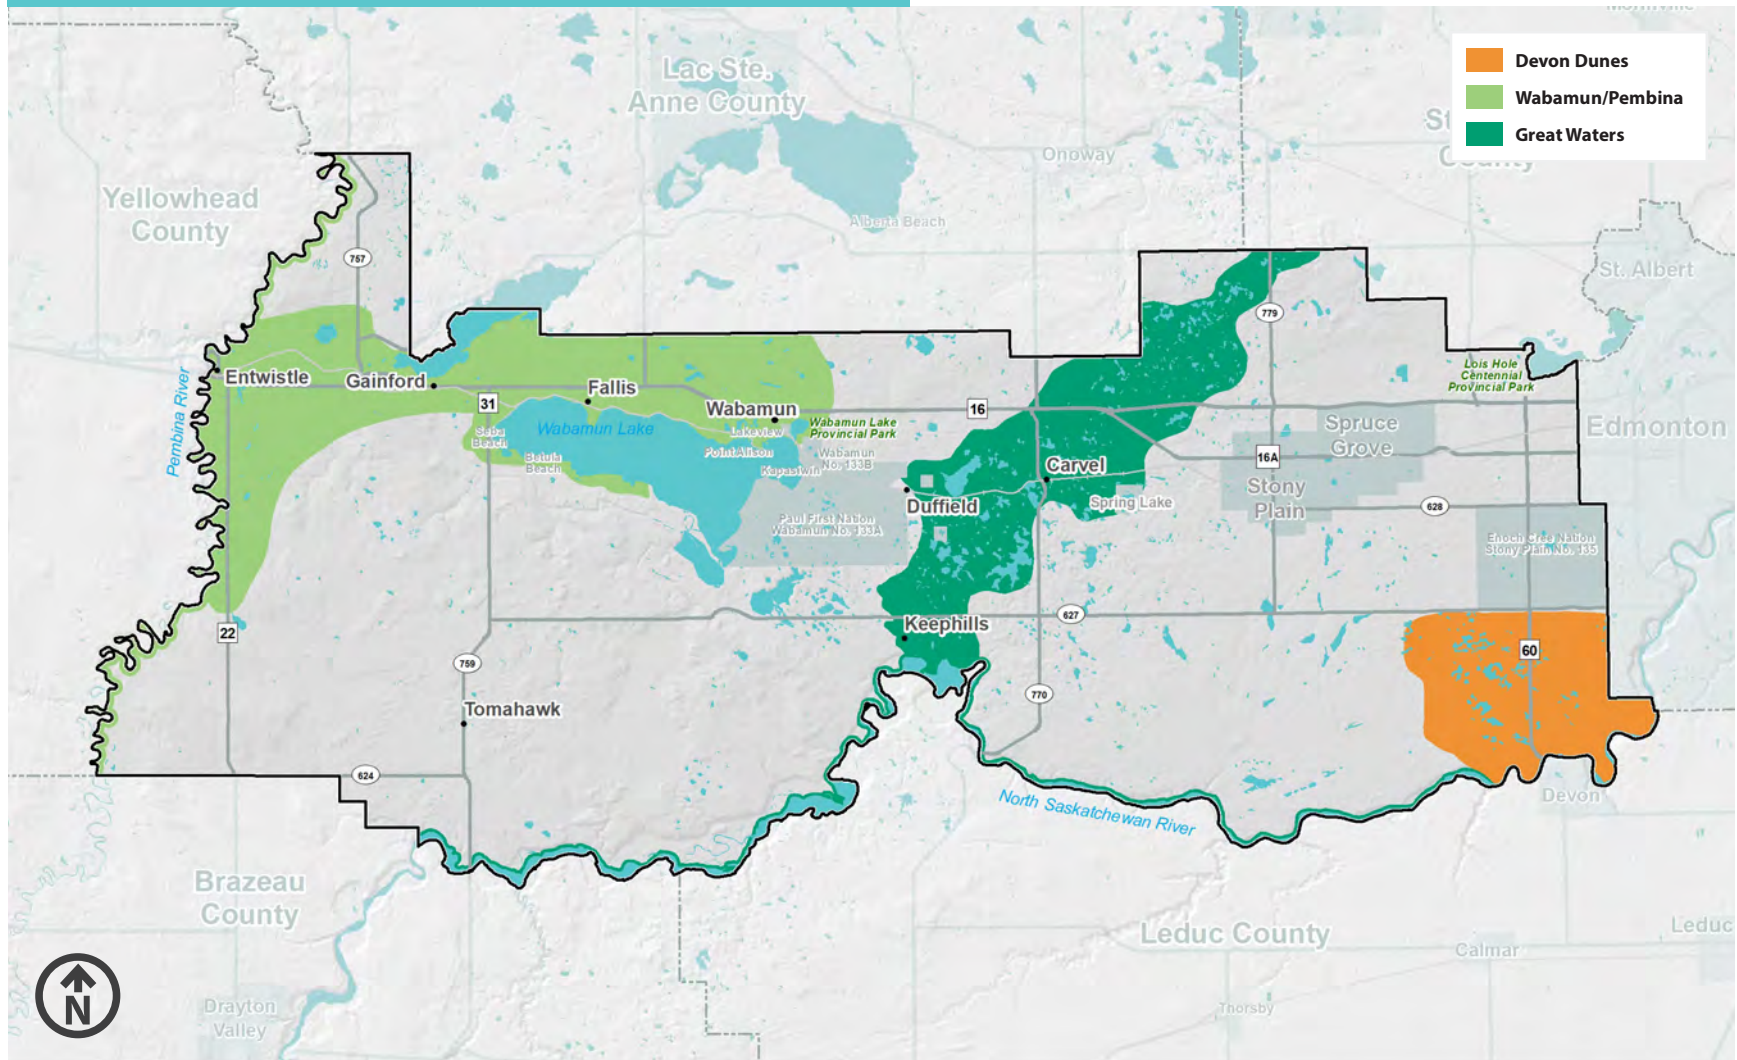 Morinville
Devon Dunes
Wabamun/Pembina
Great Waters
Lac Ste.
Anne County
Onoway
County
Yellowhead
County
Alberta Beach
757
St. Albert
779
Pembina River
Entwistle
Gainford
Fallis
31
Wabamun
16
Lois Hole
Centennial
Provincial Park
Seba
Beach
Wabamun Lake
Lakeview
Wabamun Lake
Provincial Park
Spruce
Grove
Edmonton
Betula
Beach
Point Alison
Kapasiwin
Wabamun
No. 133B
Carvel
16A
Duffield
Spring Lake
Stony
Plain
628
Paul First Nation
Wabamun No. 133A
Enoch Cree Nation
Stony Plain No. 135
22
Keephills
627
60
759
770
Tomahawk
624
North Saskatchewan River
Devon
Brazeau
County
Leduc County
Leduc
Calmar
Drayton
Valley
Thorsby
N